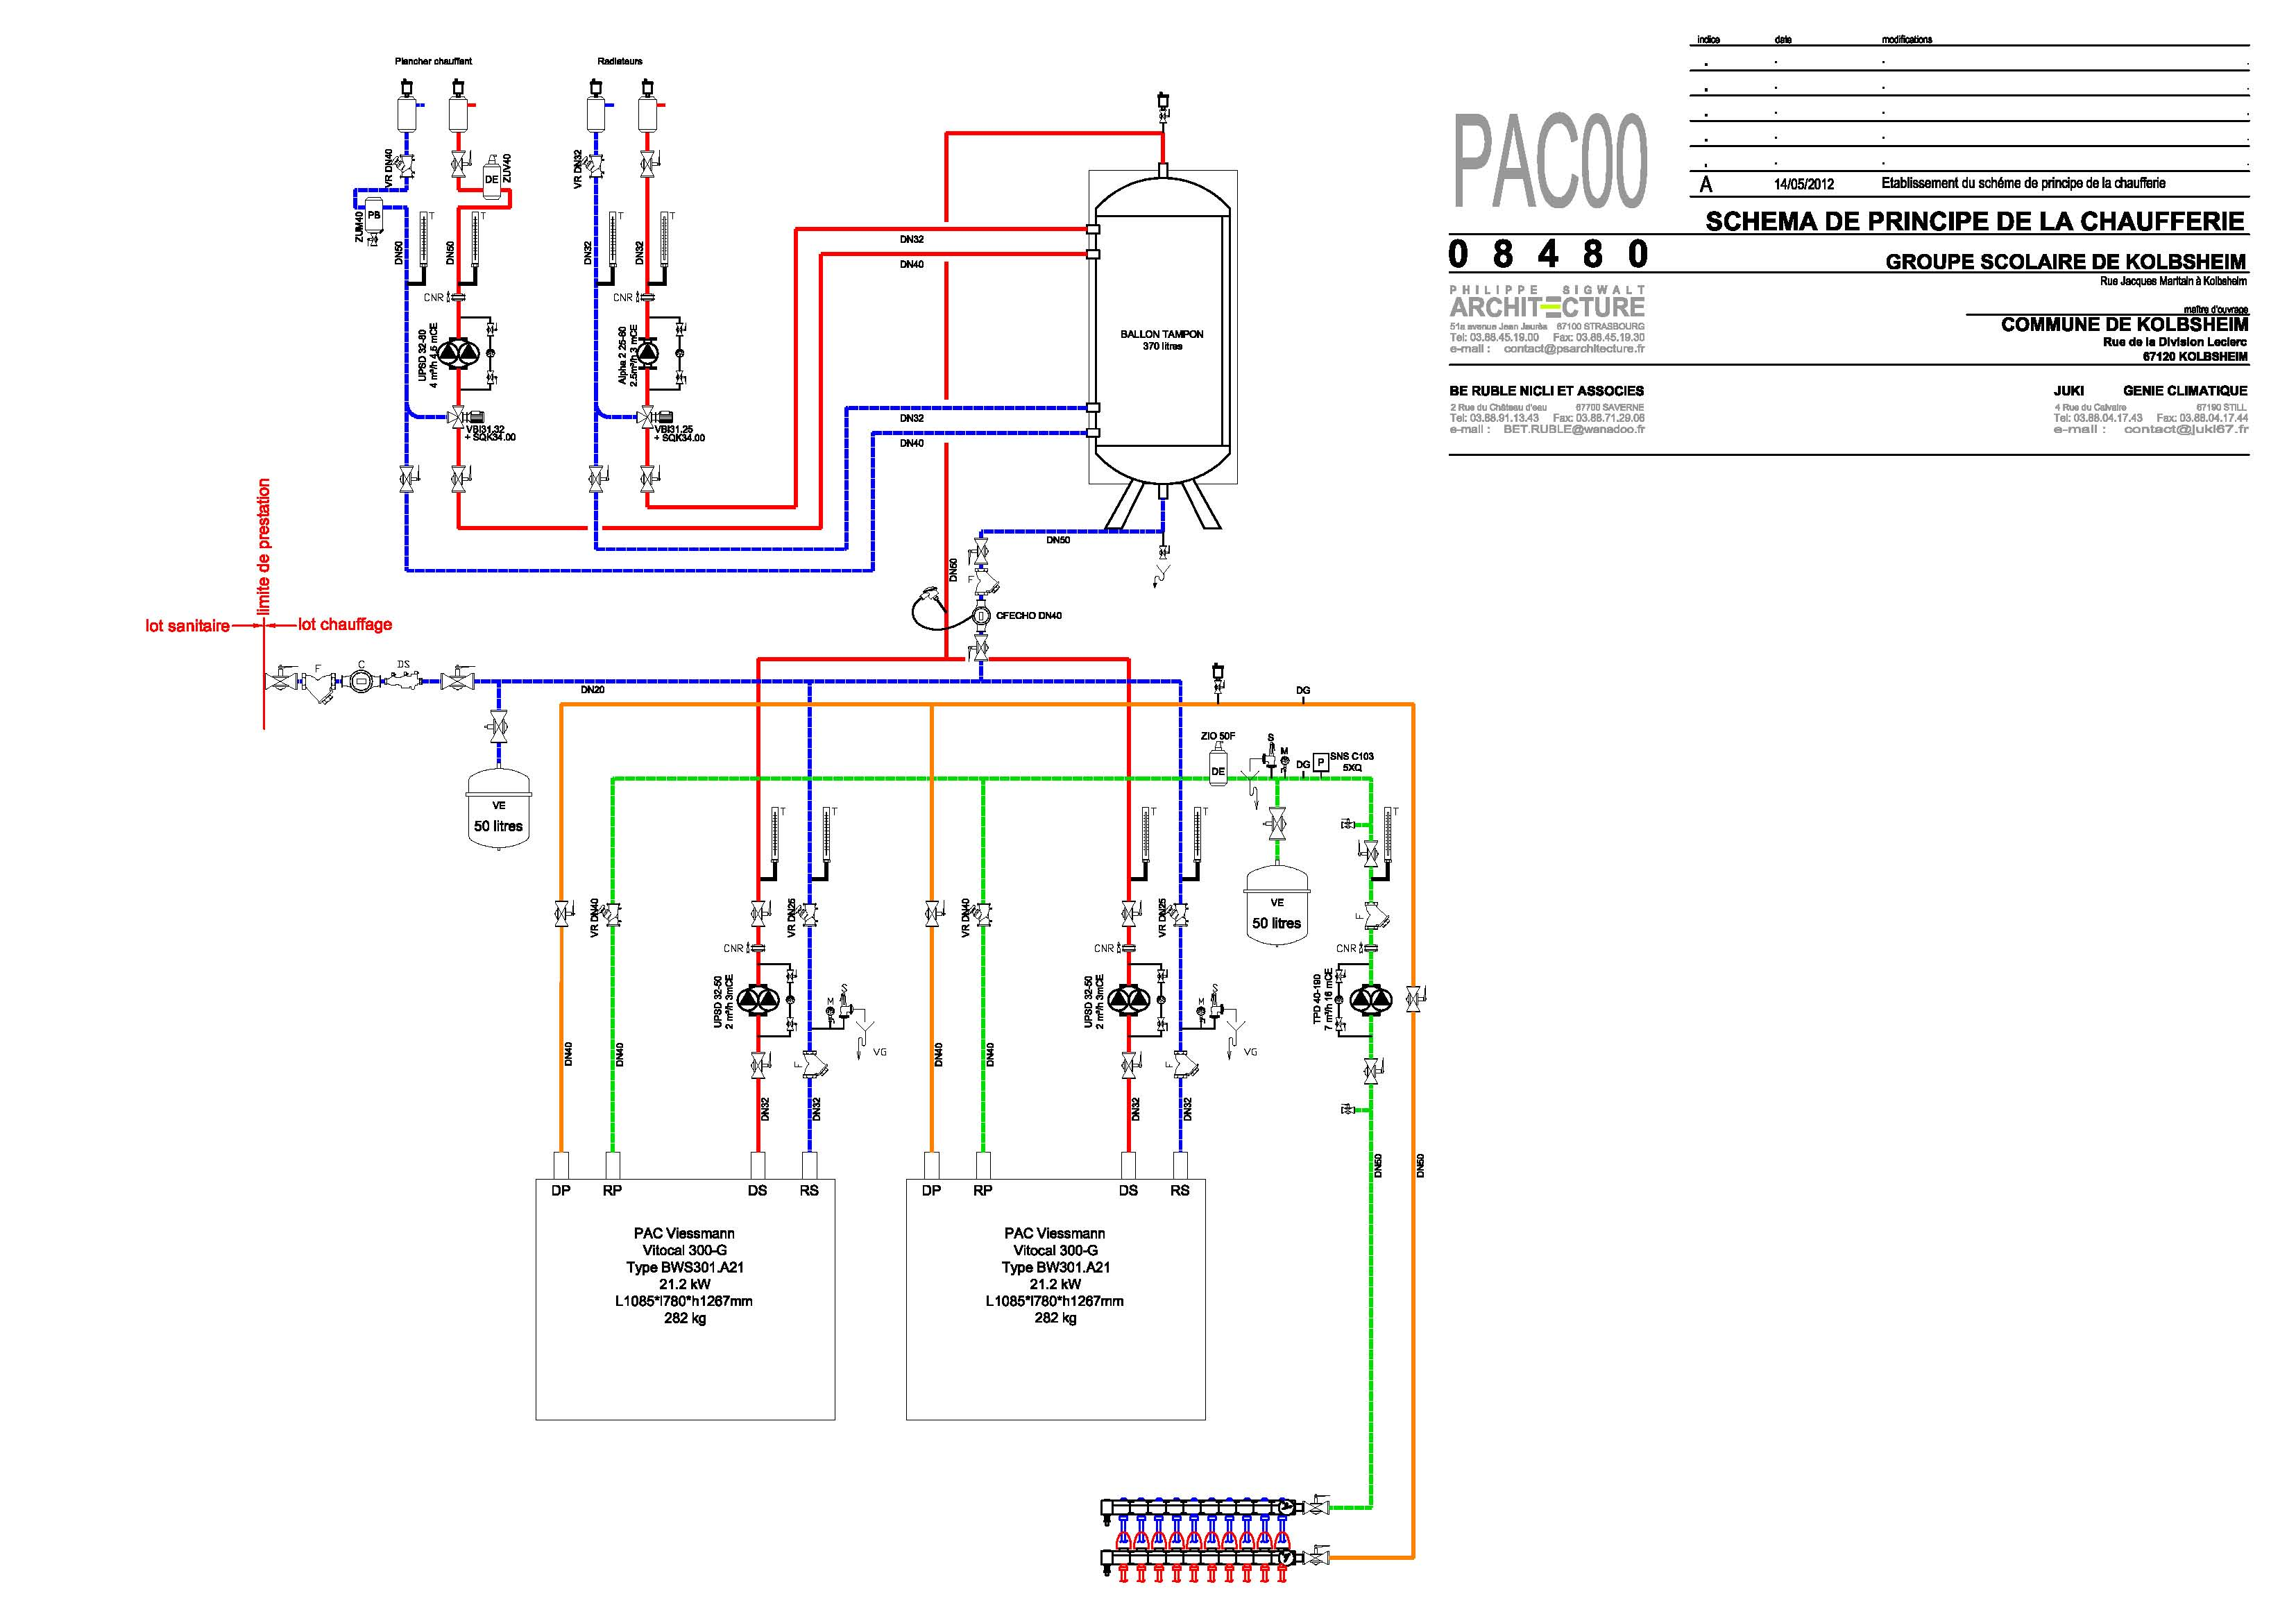 indice date modifications
A 14/05/2012 Etablissement du schéme de principe de la chaufferie
PAC00
SCHEMA DE PRINCIPE DE LA CHAUFFERIE
08480
GROUPE SCOLAIRE DE KOLBSHEIM
Rue Jacques Maritain à Kolbsheim
PHILIPPE SIGWALT
ARCHITECTURE
51a avenue Jean Jaurès 67100 STRASBOURG
Tel: 03.88.45.19.00 Fax: 03.88.45.19.30
e-mail : contact@psarchitecture.fr
maître d'ouvrage
COMMUNE DE KOLBSHEIM
Rue de la Division Leclerc
67120 KOLBSHEIM
BE RUBLE NICLI ET ASSOCIES
2 Rue du Château d'eau 67700 SAVERNE
Tel: 03.88.91.13.43 Fax: 03.88.71.29.06
e-mail : BET.RUBLE@wanadoo.fr
JUKI GENIE CLIMATIQUE
4 Rue du Calvaire 67190 STILL
Tel: 03.88.04.17.43 Fax: 03.88.04.17.44
e-mail : contact@juki67.fr
Plancher chauffant
Radiateurs
VR DN40
DE
ZUV40
VR DN32
PB
ZUM40
T
T
T
T
DN50
DN50
DN32
DN32
CNR
CNR
UPSD 32-80
4 m³/h 4,5 mCE
Alpha 2 25-60
2.5m³/h 3 mCE
VBI31.32
+ SQK34.00
VBI31.25
+ SQK34.00
DN32
DN40
BALLON TAMPON
370 litres
DN32
DN40
DN50
DN50
F
CFECHO DN40
limite de prestation
lot sanitaire
lot chauffage
F
C
DS
DN20
VE
50 litres
DG
ZIO 50F
DE
S
M
DG
P
SNS C103
5XQ
T
T
T
T
T
VE
50 litres
VR DN40
VR DN25
VR DN40
VR DN25
F
CNR
CNR
CNR
UPSD 32-50
2 m³/h 3mCE
UPSD 32-50
2 m³/h 3mCE
TPD 40-190
7 m³/h 16 mCE
M
S
VG
M
S
VG
F
F
DN40
DN40
DN32
DN32
DN40
DN40
DN32
DN32
DN50
DN50
DP RP DS RS
PAC Viessmann
Vitocal 300-G
Type BWS301.A21
21.2 kW
L1085*l780*h1267mm
282 kg
DP RP DS RS
PAC Viessmann
Vitocal 300-G
Type BW301.A21
21.2 kW
L1085*l780*h1267mm
282 kg